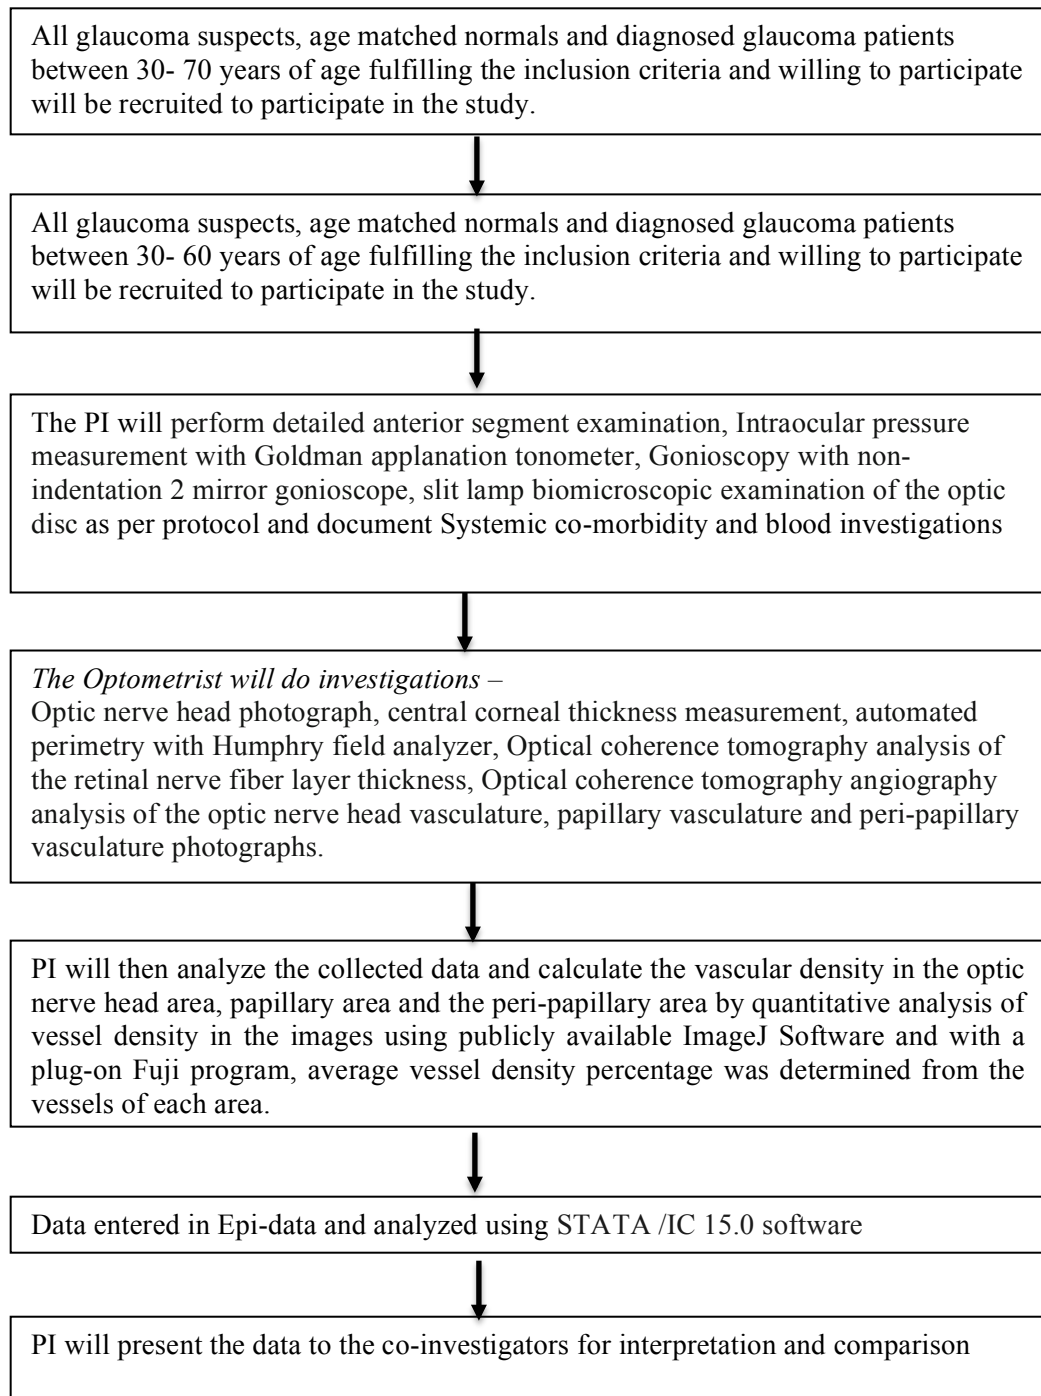 All glaucoma suspects, age matched normals and diagnosed glaucoma patients
between 30- 70 years of age fulfilling the inclusion criteria and willing to participate
will be recruited to participate in the study.
All glaucoma suspects, age matched normals and diagnosed glaucoma patients
between 30- 60 years of age fulfilling the inclusion criteria and willing to participate
will be recruited to participate in the study.
The PI will perform detailed anterior segment examination, Intraocular pressure
measurement with Goldman applanation tonometer, Gonioscopy with non-
indentation 2 mirror gonioscope, slit lamp biomicroscopic examination of the optic
disc as per protocol and document Systemic co-morbidity and blood investigations
The Optometrist will do investigations –
Optic nerve head photograph, central corneal thickness measurement, automated
perimetry with Humphry field analyzer, Optical coherence tomography analysis of
the retinal nerve fiber layer thickness, Optical coherence tomography angiography
analysis of the optic nerve head vasculature, papillary vasculature and peri-papillary
vasculature photographs.
PI will then analyze the collected data and calculate the vascular density in the optic
nerve head area, papillary area and the peri-papillary area by quantitative analysis of
vessel density in the images using publicly available ImageJ Software and with a
plug-on Fuji program, average vessel density percentage was determined from the
vessels of each area.
Data entered in Epi-data and analyzed using STATA /IC 15.0 software
PI will present the data to the co-investigators for interpretation and comparison